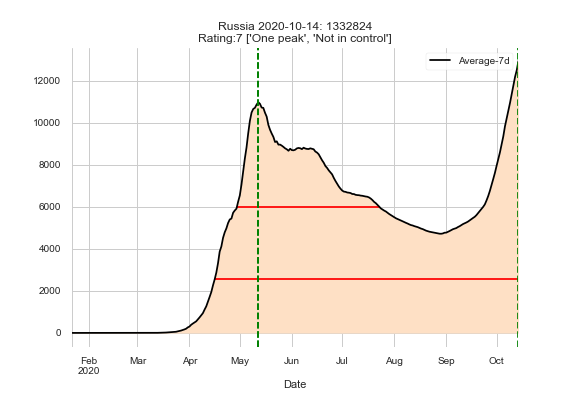 Russia 2020-10-14: 1332824
Rating:7 ['One peak', 'Not in control']
Average-7d
12000
10000
8000
6000
4000
2000
0
Feb Mar Apr May Jun Jul Aug Sep Oct
2020
Date